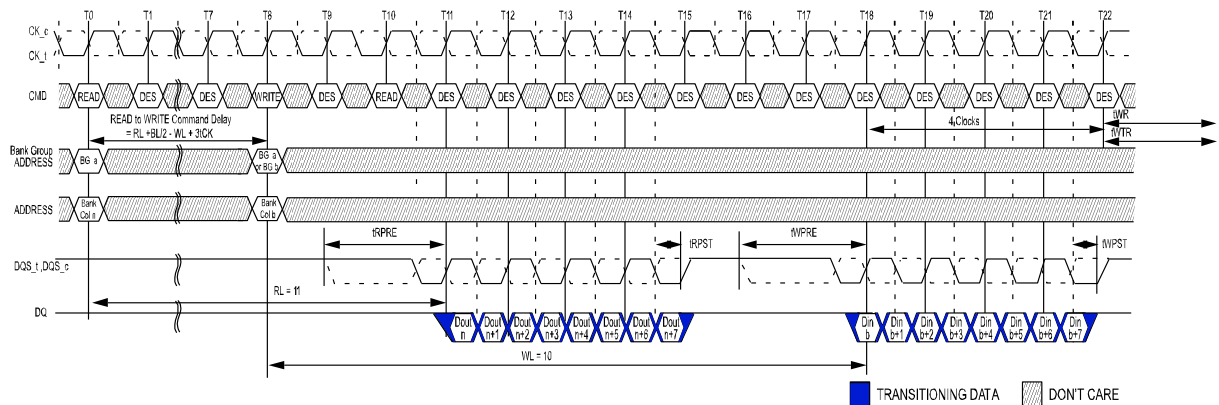 T0 T1 T7 T8 T9 T10 T11 T12 T13 T14 T15 T16 T17 T18 T19 T20 T21 T22
CK_c
CK_t
CMD READ DES DES WRITE DES READ DES DES DES DES DES DES DES DES DES DES DES DES
READ to WRITE Command Delay
= RL +BL/2 - WL + 3tCK
4 Clocks
tWR
tWTR
Bank Group
ADDRESS
BG a
BG a
or BG b
ADDRESS
Bank
Col n
Bank
Col b
tRPRE
tRPST
tWPRE
tWPST
DQS_t ,DQS_c
RL = 11
DQ
Dout Dout Dout Dout Dout Dout Dout Dout
n n+1 n+2 n+3 n+4 n+5 n+6 n+7
Din Din Din Din Din Din Din Din
b b+1 b+2 b+3 b+4 b+5 b+6 b+7
WL = 10
TRANSITIONING DATA
DON'T CARE